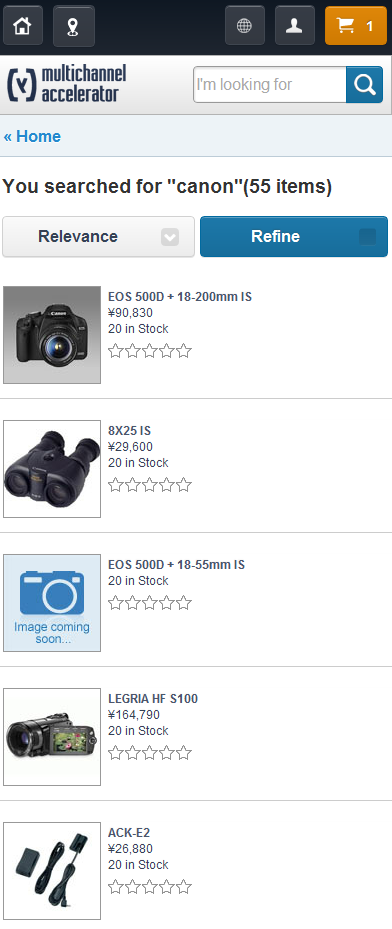 1
multichannel
accelerator
I'm looking for
« Home
You searched for "canon"(55 items)
Relevance
Refine
EOS 500D + 18-200mm IS
¥90,830
20 in Stock
8X25 IS
¥29,600
20 in Stock
EOS 500D + 18-55mm IS
20 in Stock
Image coming
soon...
LEGRIA HF S100
¥164,790
20 in Stock
ACK-E2
¥26,880
20 in Stock